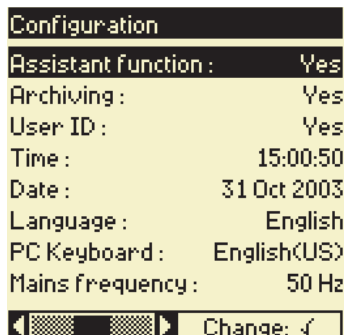 Configuration
Assistant function : Yes
Archiving : Yes
User ID : Yes
Time : 15:00:50
Date : 31 Oct 2003
Language : English
PC Keyboard : English(US)
Mains frequency : 50 Hz
Change: √